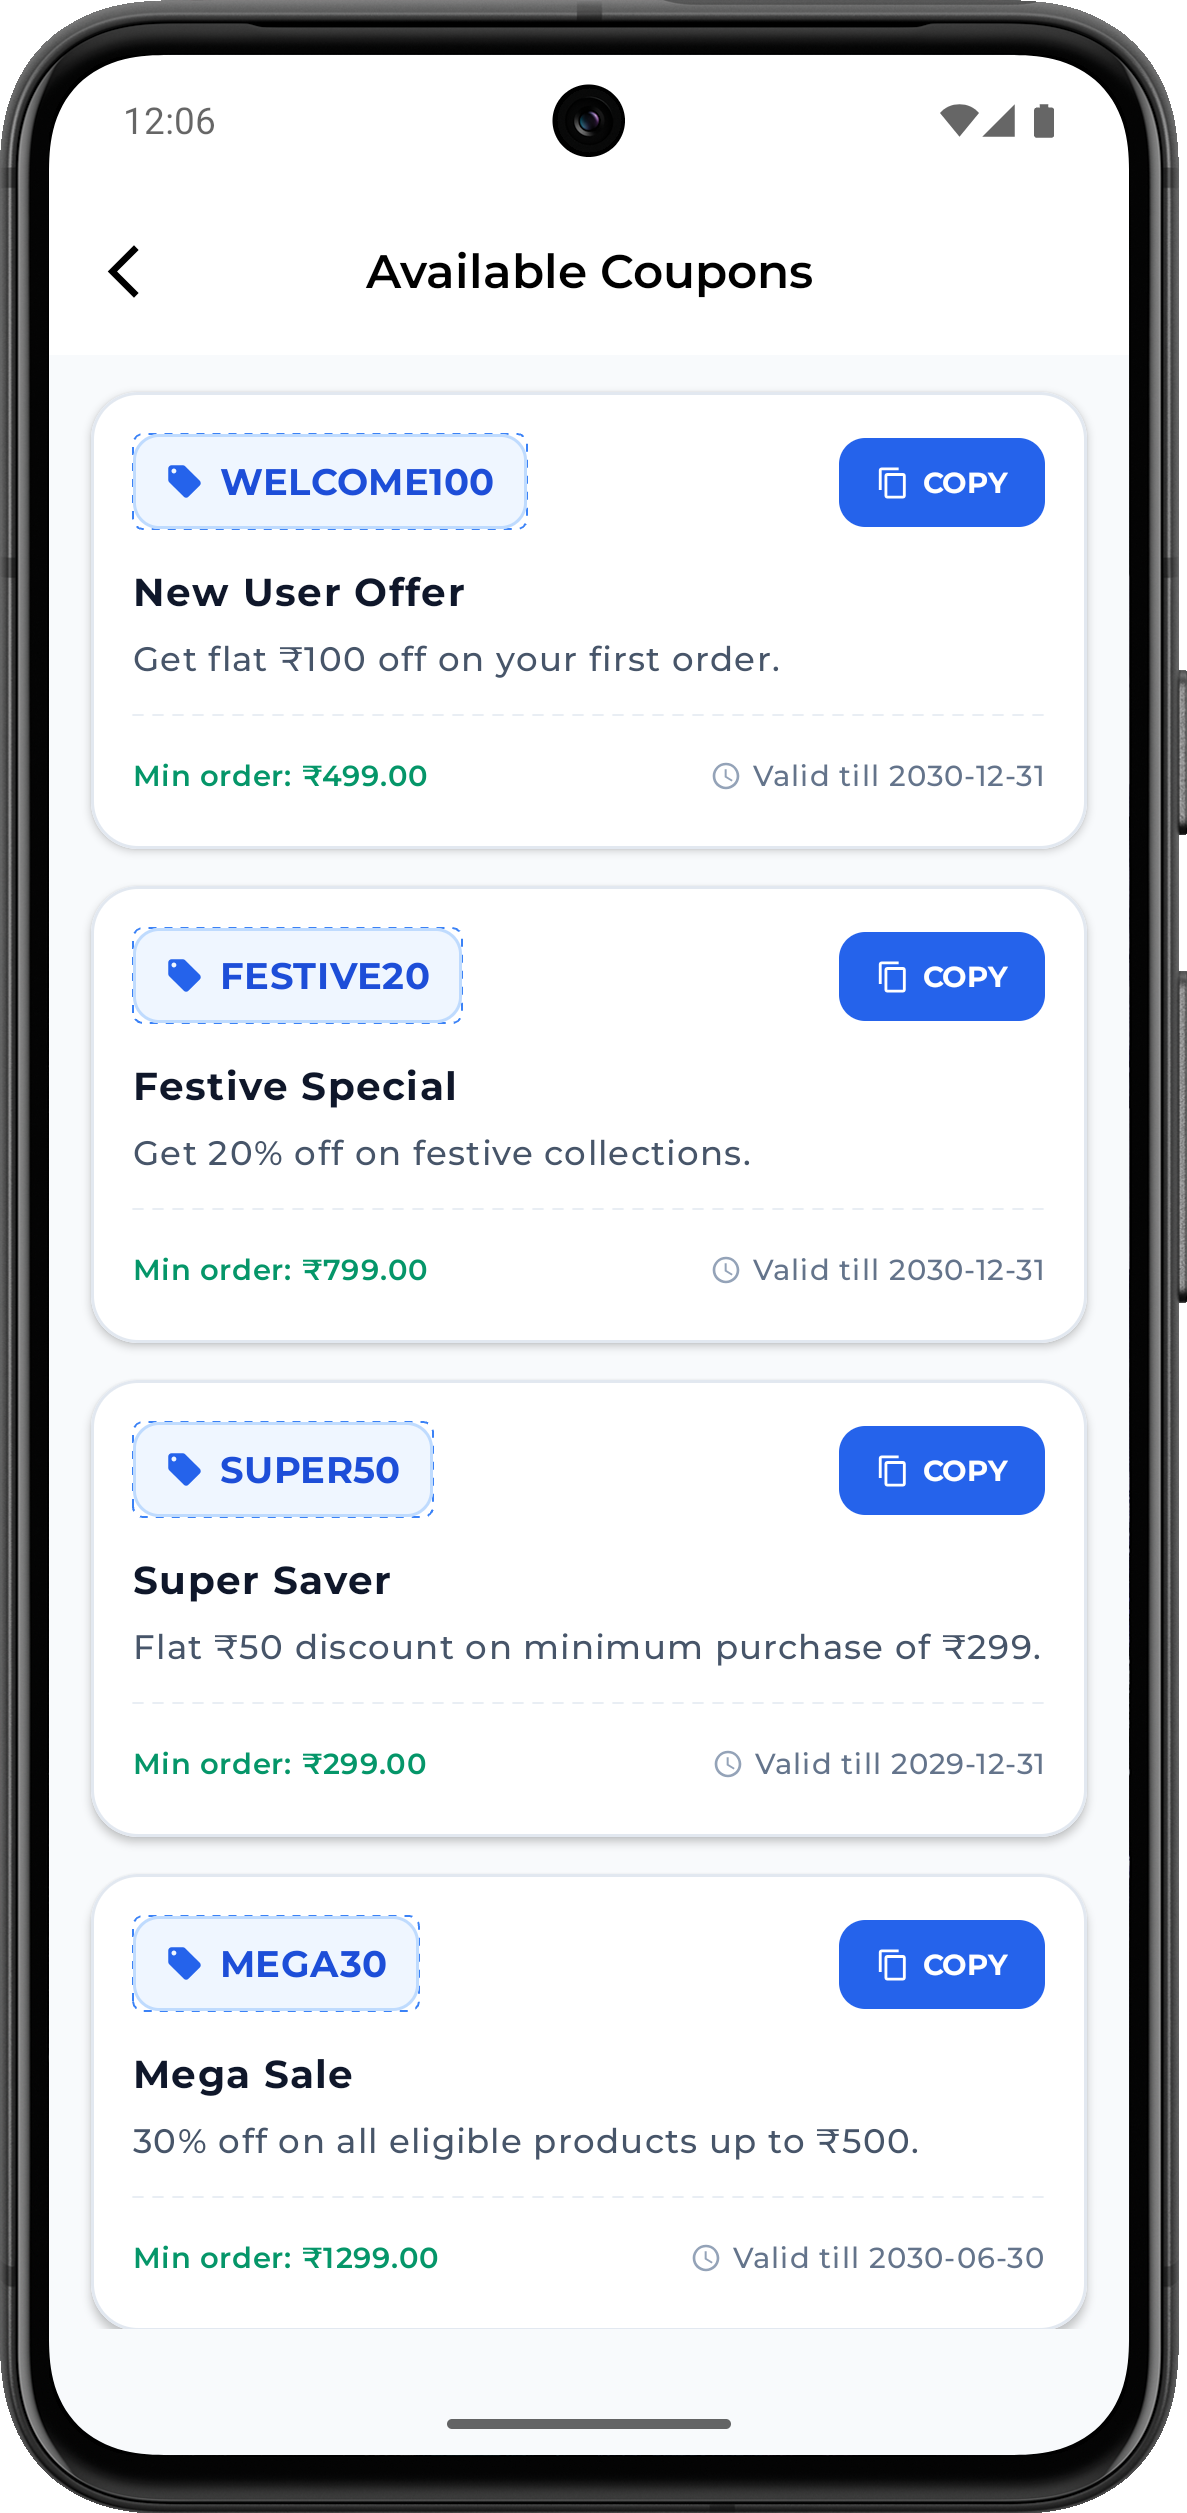 12:06
Available Coupons
WELCOME100
COPY
New User Offer
Get flat ₹100 off on your first order.
Min order: ₹499.00
Valid till 2030-12-31
FESTIVE20
COPY
Festive Special
Get 20% off on festive collections.
Min order: ₹799.00
Valid till 2030-12-31
SUPER50
COPY
Super Saver
Flat ₹50 discount on minimum purchase of ₹299.
Min order: ₹299.00
Valid till 2029-12-31
MEGA30
COPY
Mega Sale
30% off on all eligible products up to ₹500.
Min order: ₹1299.00
Valid till 2030-06-30